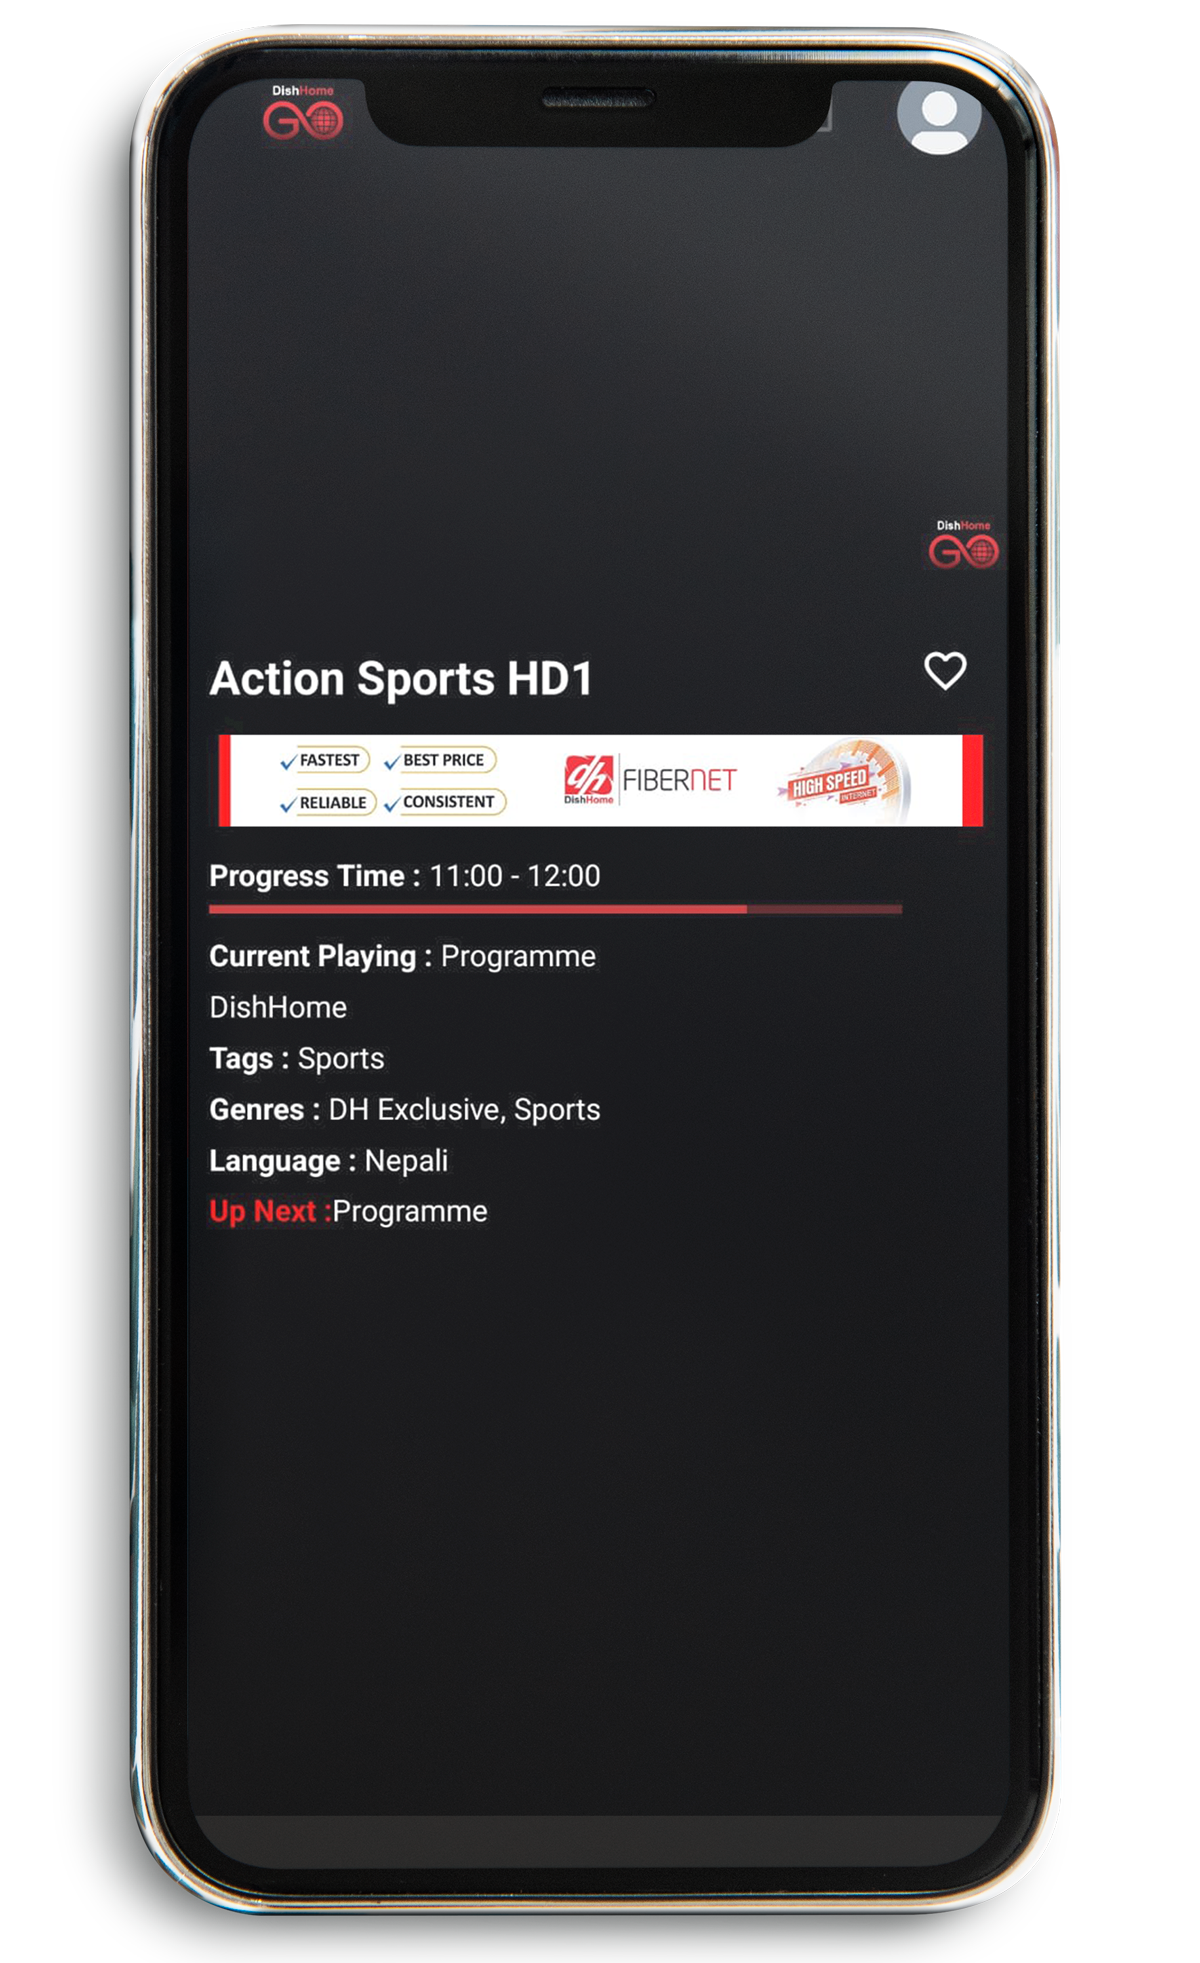 DishHome
GO
DishHome
GO
Action Sports HD1
FASTEST
BEST PRICE
RELIABLE
CONSISTENT
dh
DishHome
FIBERNET
HIGH SPEED
INTERNET
Progress Time : 11:00 - 12:00
Current Playing : Programme
DishHome
Tags : Sports
Genres : DH Exclusive, Sports
Language : Nepali
Up Next :Programme